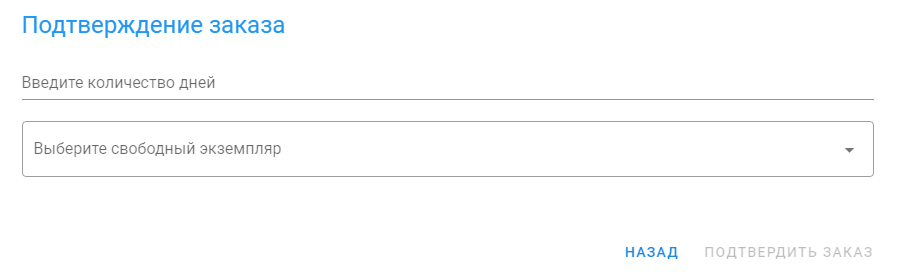 Подтверждение заказа
Введите количество дней
Выберите свободный экземпляр
НАЗАД ПОДТВЕРДИТЬ ЗАКАЗ